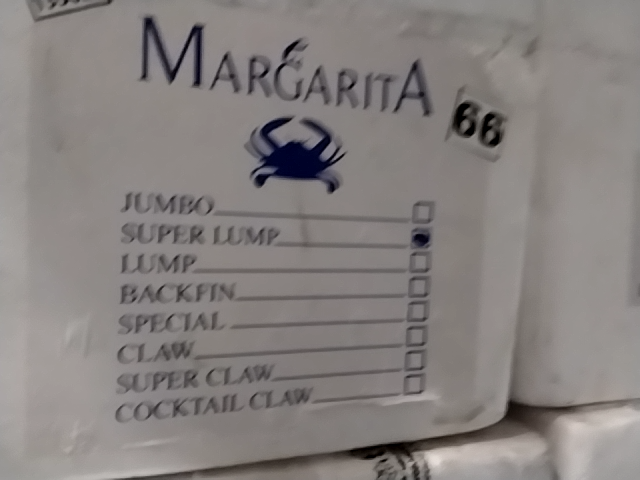 MARGARITA
66
JUMBO
SUPER LUMP
LUMP
BACKFIN
SPECIAL
CLAW
SUPER CLAW
COCKTAIL CLAW